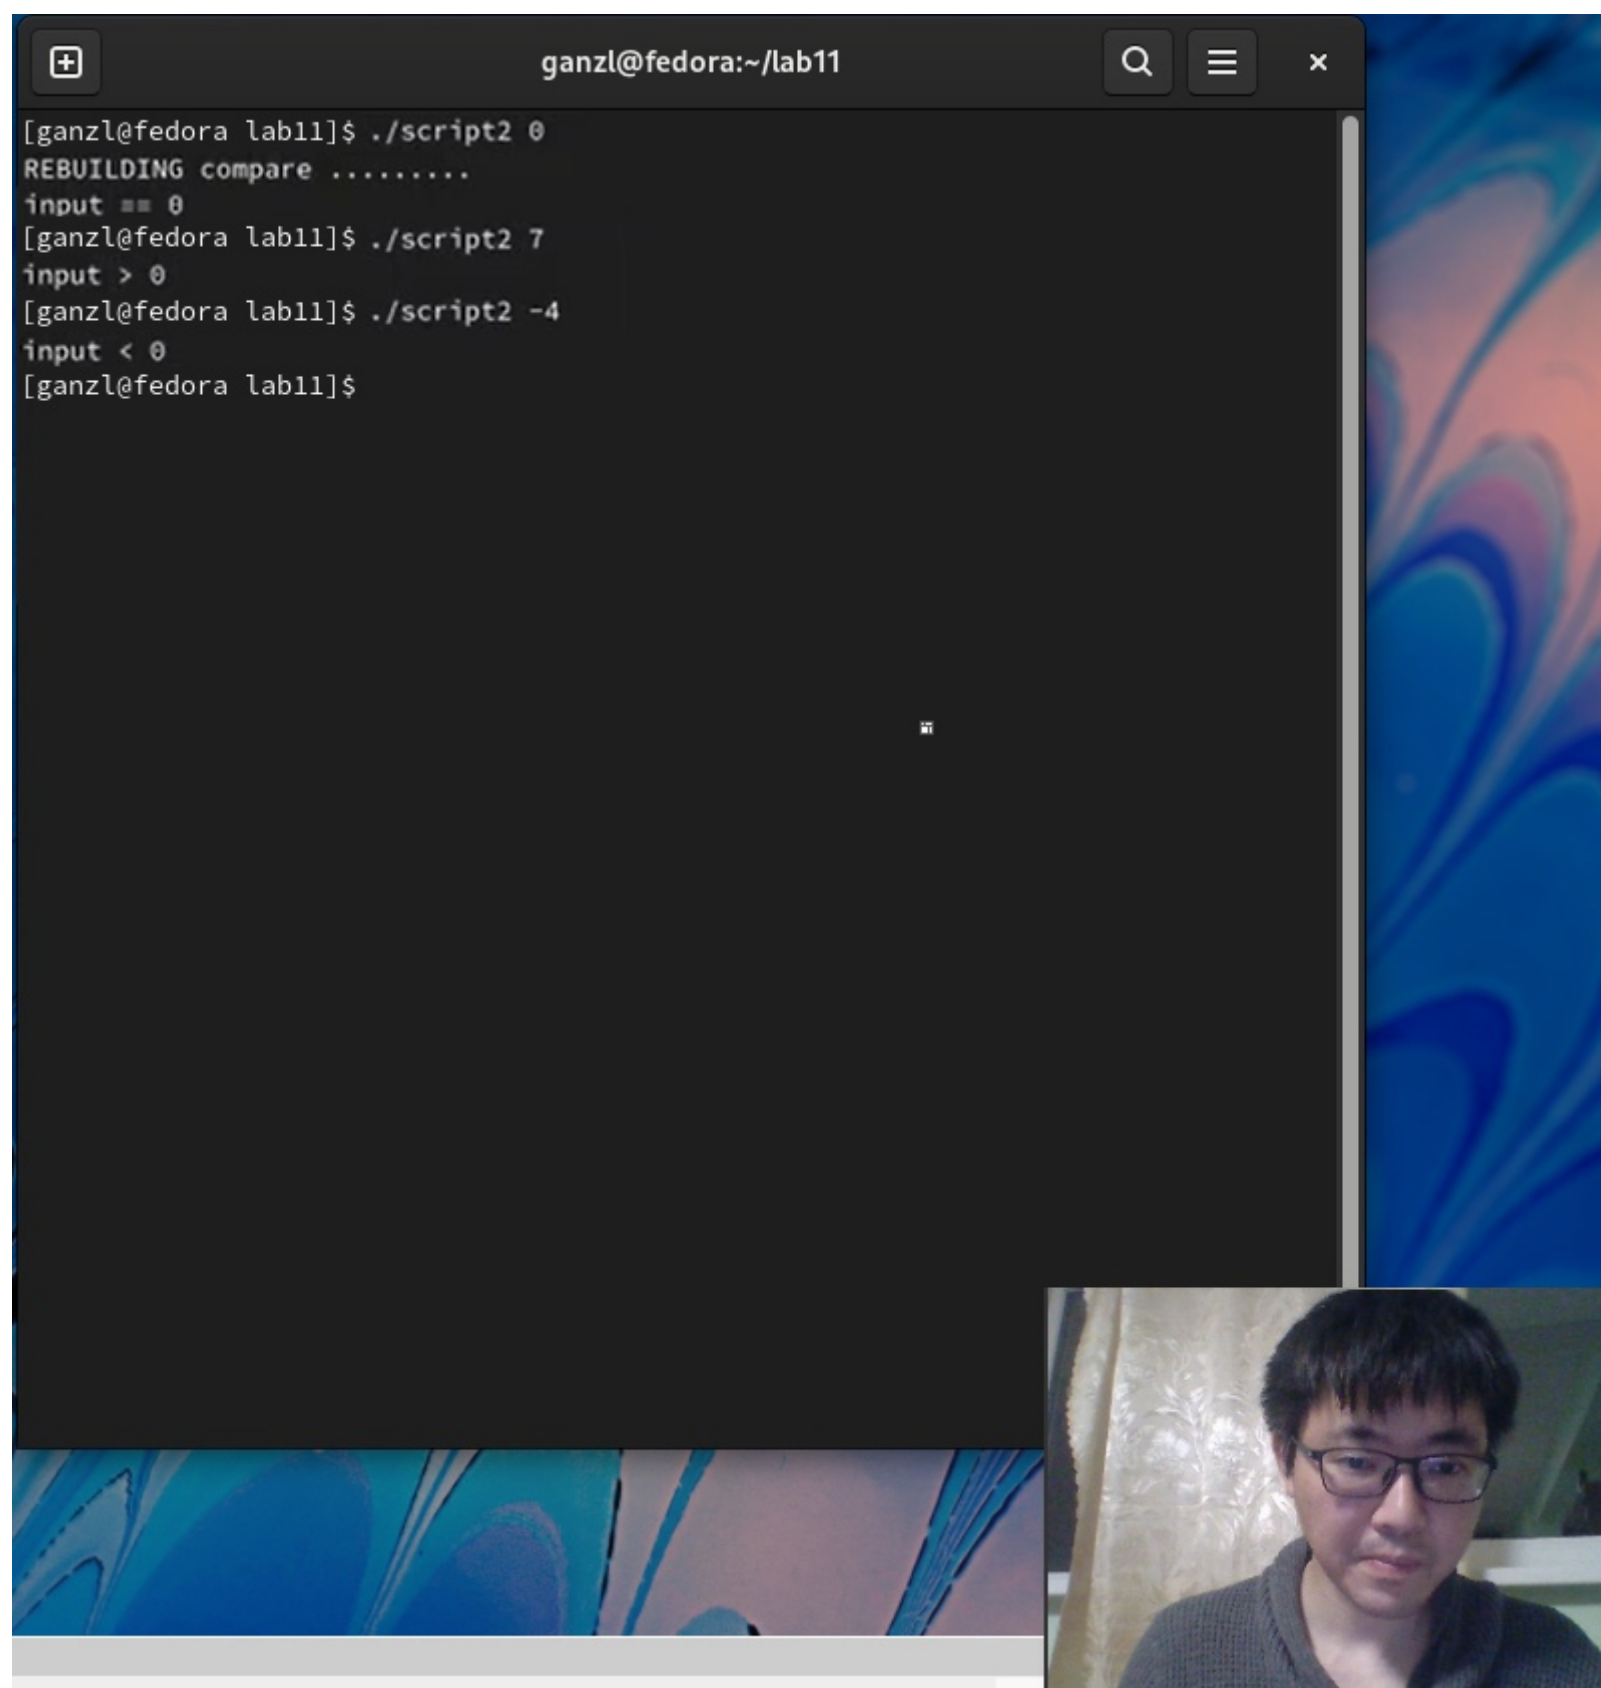 ganzl@fedora:~/lab11
[ganzl@fedora lab11]$ ./script2 0
REBUILDING compare .........
input == 0
[ganzl@fedora lab11]$ ./script2 7
input > 0
[ganzl@fedora lab11]$ ./script2 -4
input < 0
[ganzl@fedora lab11]$